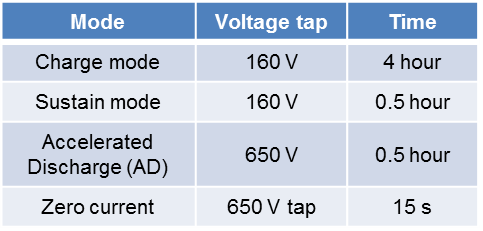 Mode Voltage tap Time
Charge mode 160 V 4 hour
Sustain mode 160 V 0.5 hour
Accelerated
Discharge (AD) 650 V 0.5 hour
Zero current 650 V tap 15 s